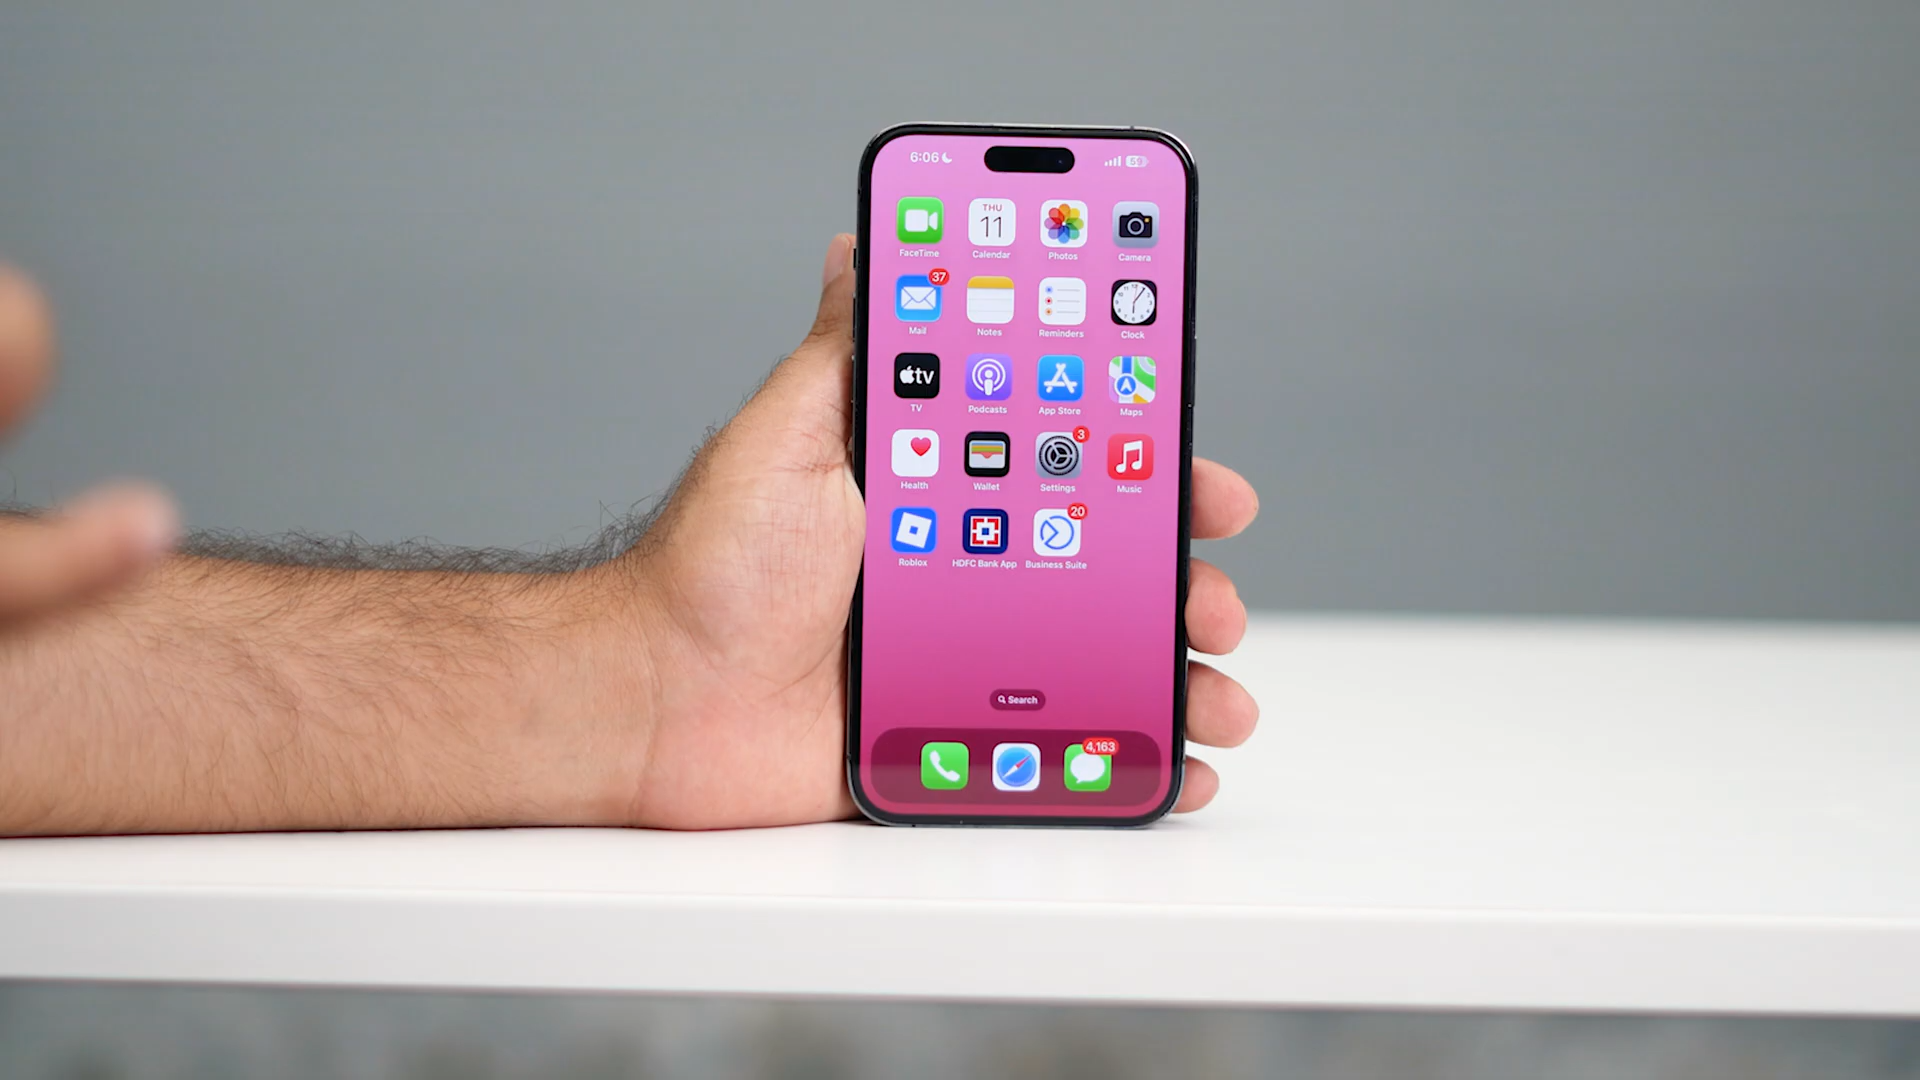 6:06 59
THU
11
FaceTime Calendar Photos Camera
37
Mail Notes Reminders Clock
tv
TV Podcasts App Store Maps
3
Health Wallet Settings Music
20
Roblox HDFC Bank App Business Suite
Search
4,163